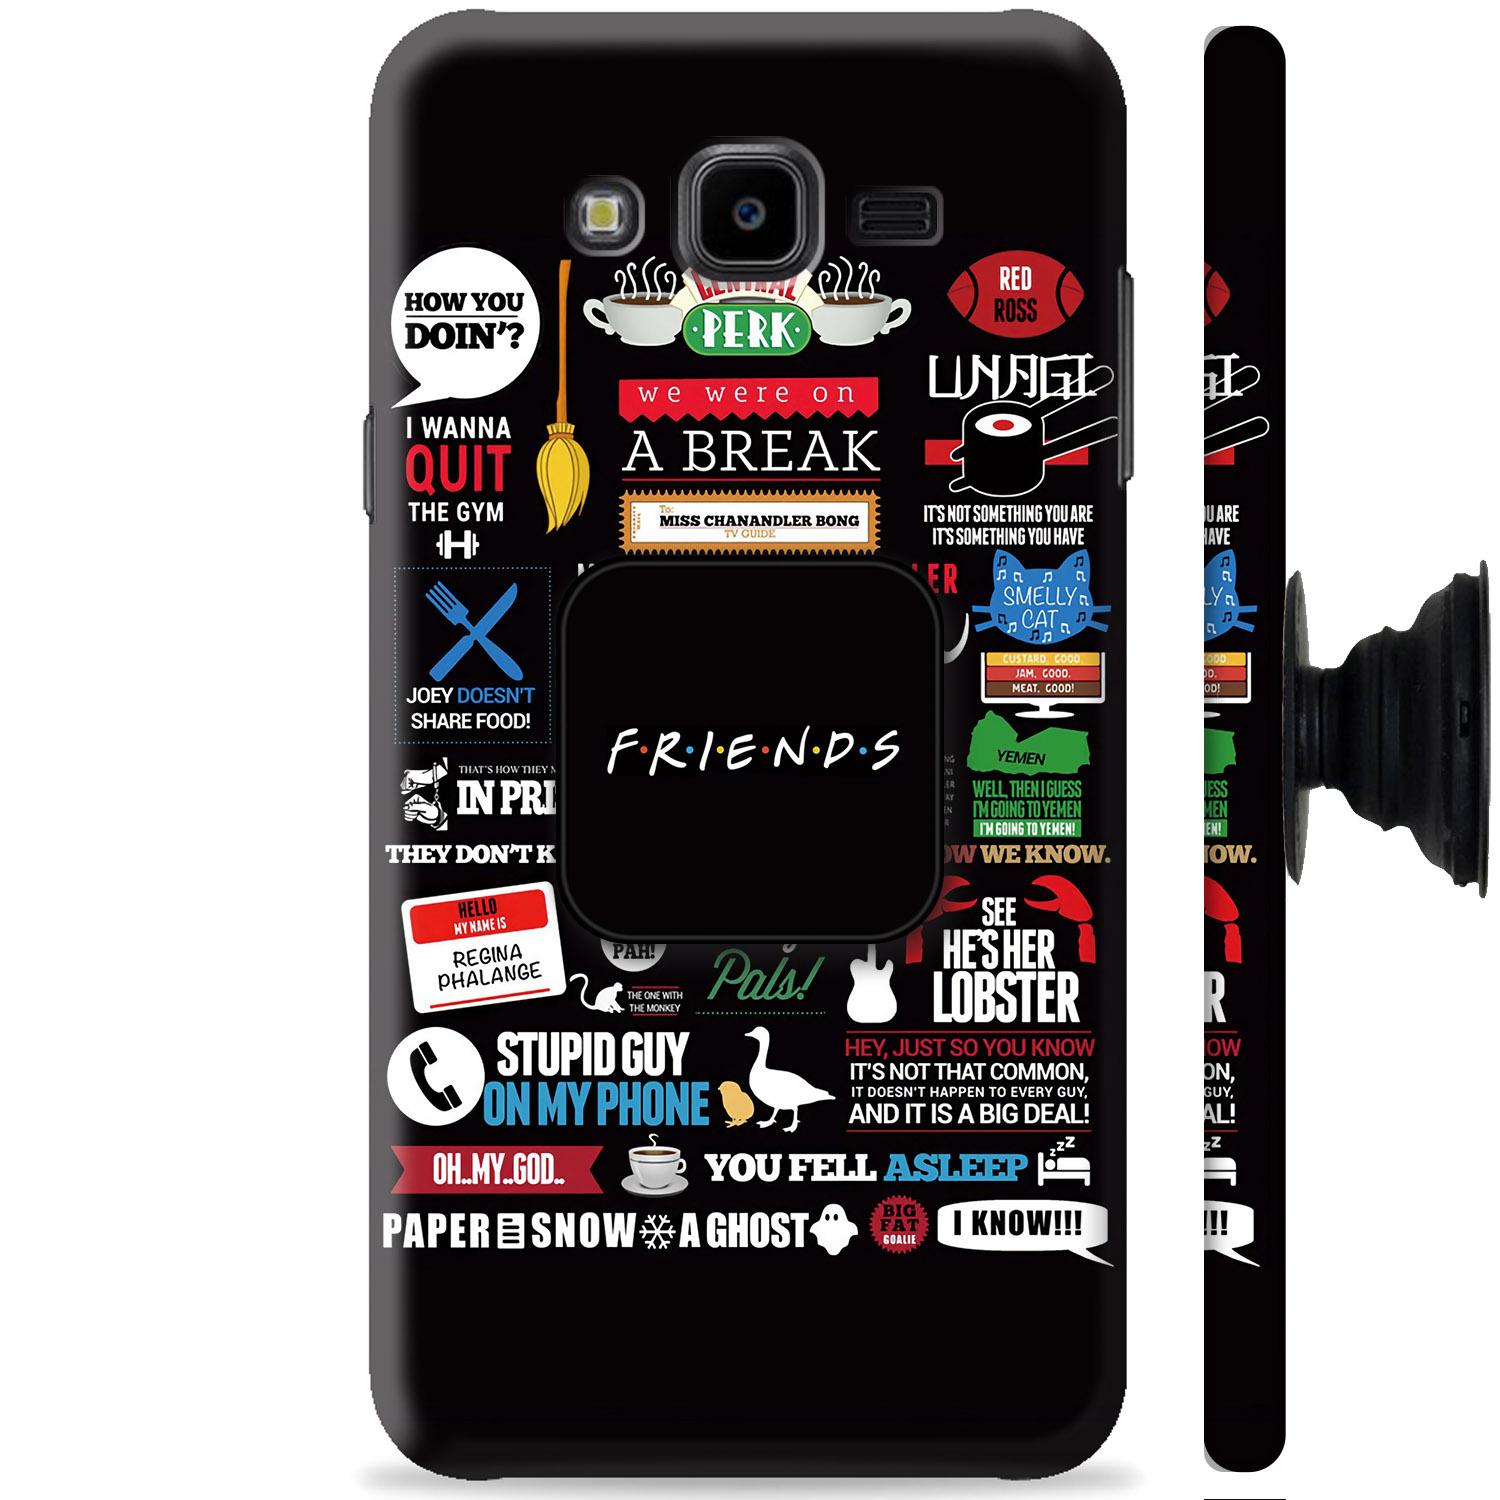 HOW YOU
DOIN'?
CENTRAL
PERK
RED
ROSS
we were on
A BREAK
UNAGI
I WANNA
QUIT
THE GYM
To:
MISS CHANANDLER BONG
TV GUIDE
IT'S NOT SOMETHING YOU ARE
IT'S SOMETHING YOU HAVE
SMELLY
CAT
CUSTARD, GOOD.
JAM, GOOD.
MEAT, GOOD!
JOEY DOESN'T
SHARE FOOD!
F·R·I·E·N·D·S
YEMEN
WELL, THEN I GUESS
I'M GOING TO YEMEN
I'M GOING TO YEMEN!
THAT'S HOW THEY
IN
THEY DON'T
WE KNOW.
HELLO
MY NAME IS
REGINA
PHALANGE
PAH!
THE ONE WITH
THE MONKEY
Pals!
SEE
HE'S HER
LOBSTER
STUPID GUY
ON MY PHONE
HEY, JUST SO YOU KNOW
IT'S NOT THAT COMMON,
IT DOESN'T HAPPEN TO EVERY GUY,
AND IT IS A BIG DEAL!
OH..MY..GOD..
YOU FELL ASLEEP
zzz
PAPER SNOW A GHOST
BIG
FAT
GOALIE
I KNOW!!!